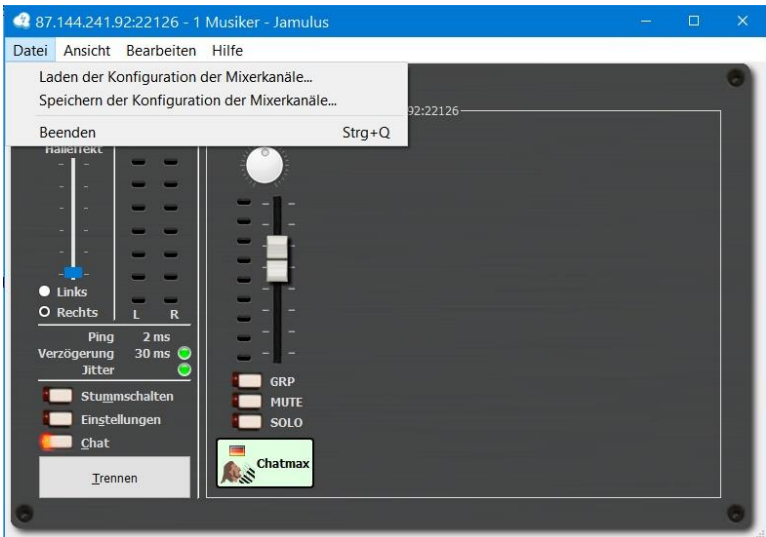 87.144.241.92:22126 - 1 Musiker - Jamulus
Datei Ansicht Bearbeiten Hilfe
Laden der Konfiguration der Mixerkanäle...
Speichern der Konfiguration der Mixerkanäle...
Beenden Strg+Q
92:22126
Halleffekt
Links
Rechts
L R
Ping 2 ms
Verzögerung 30 ms
Jitter
Stummschalten
Einstellungen
Chat
Trennen
GRP
MUTE
SOLO
Chatmax